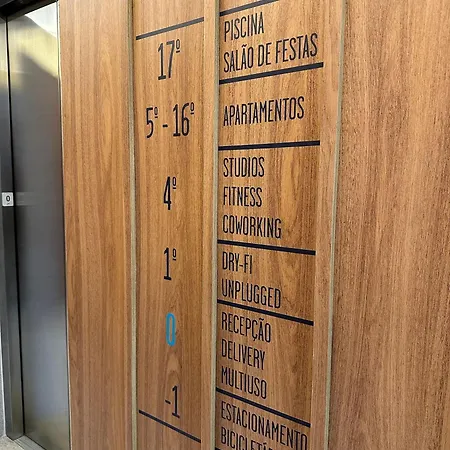 17º
PISCINA
SALÃO DE FESTAS
5º - 16º
APARTAMENTOS
4º
STUDIOS
FITNESS
COWORKING
1º
DRY-FI
UNPLUGGED
0
RECEPÇÃO
DELIVERY
MULTIUSO
-1
ESTACIONAMENTO
0